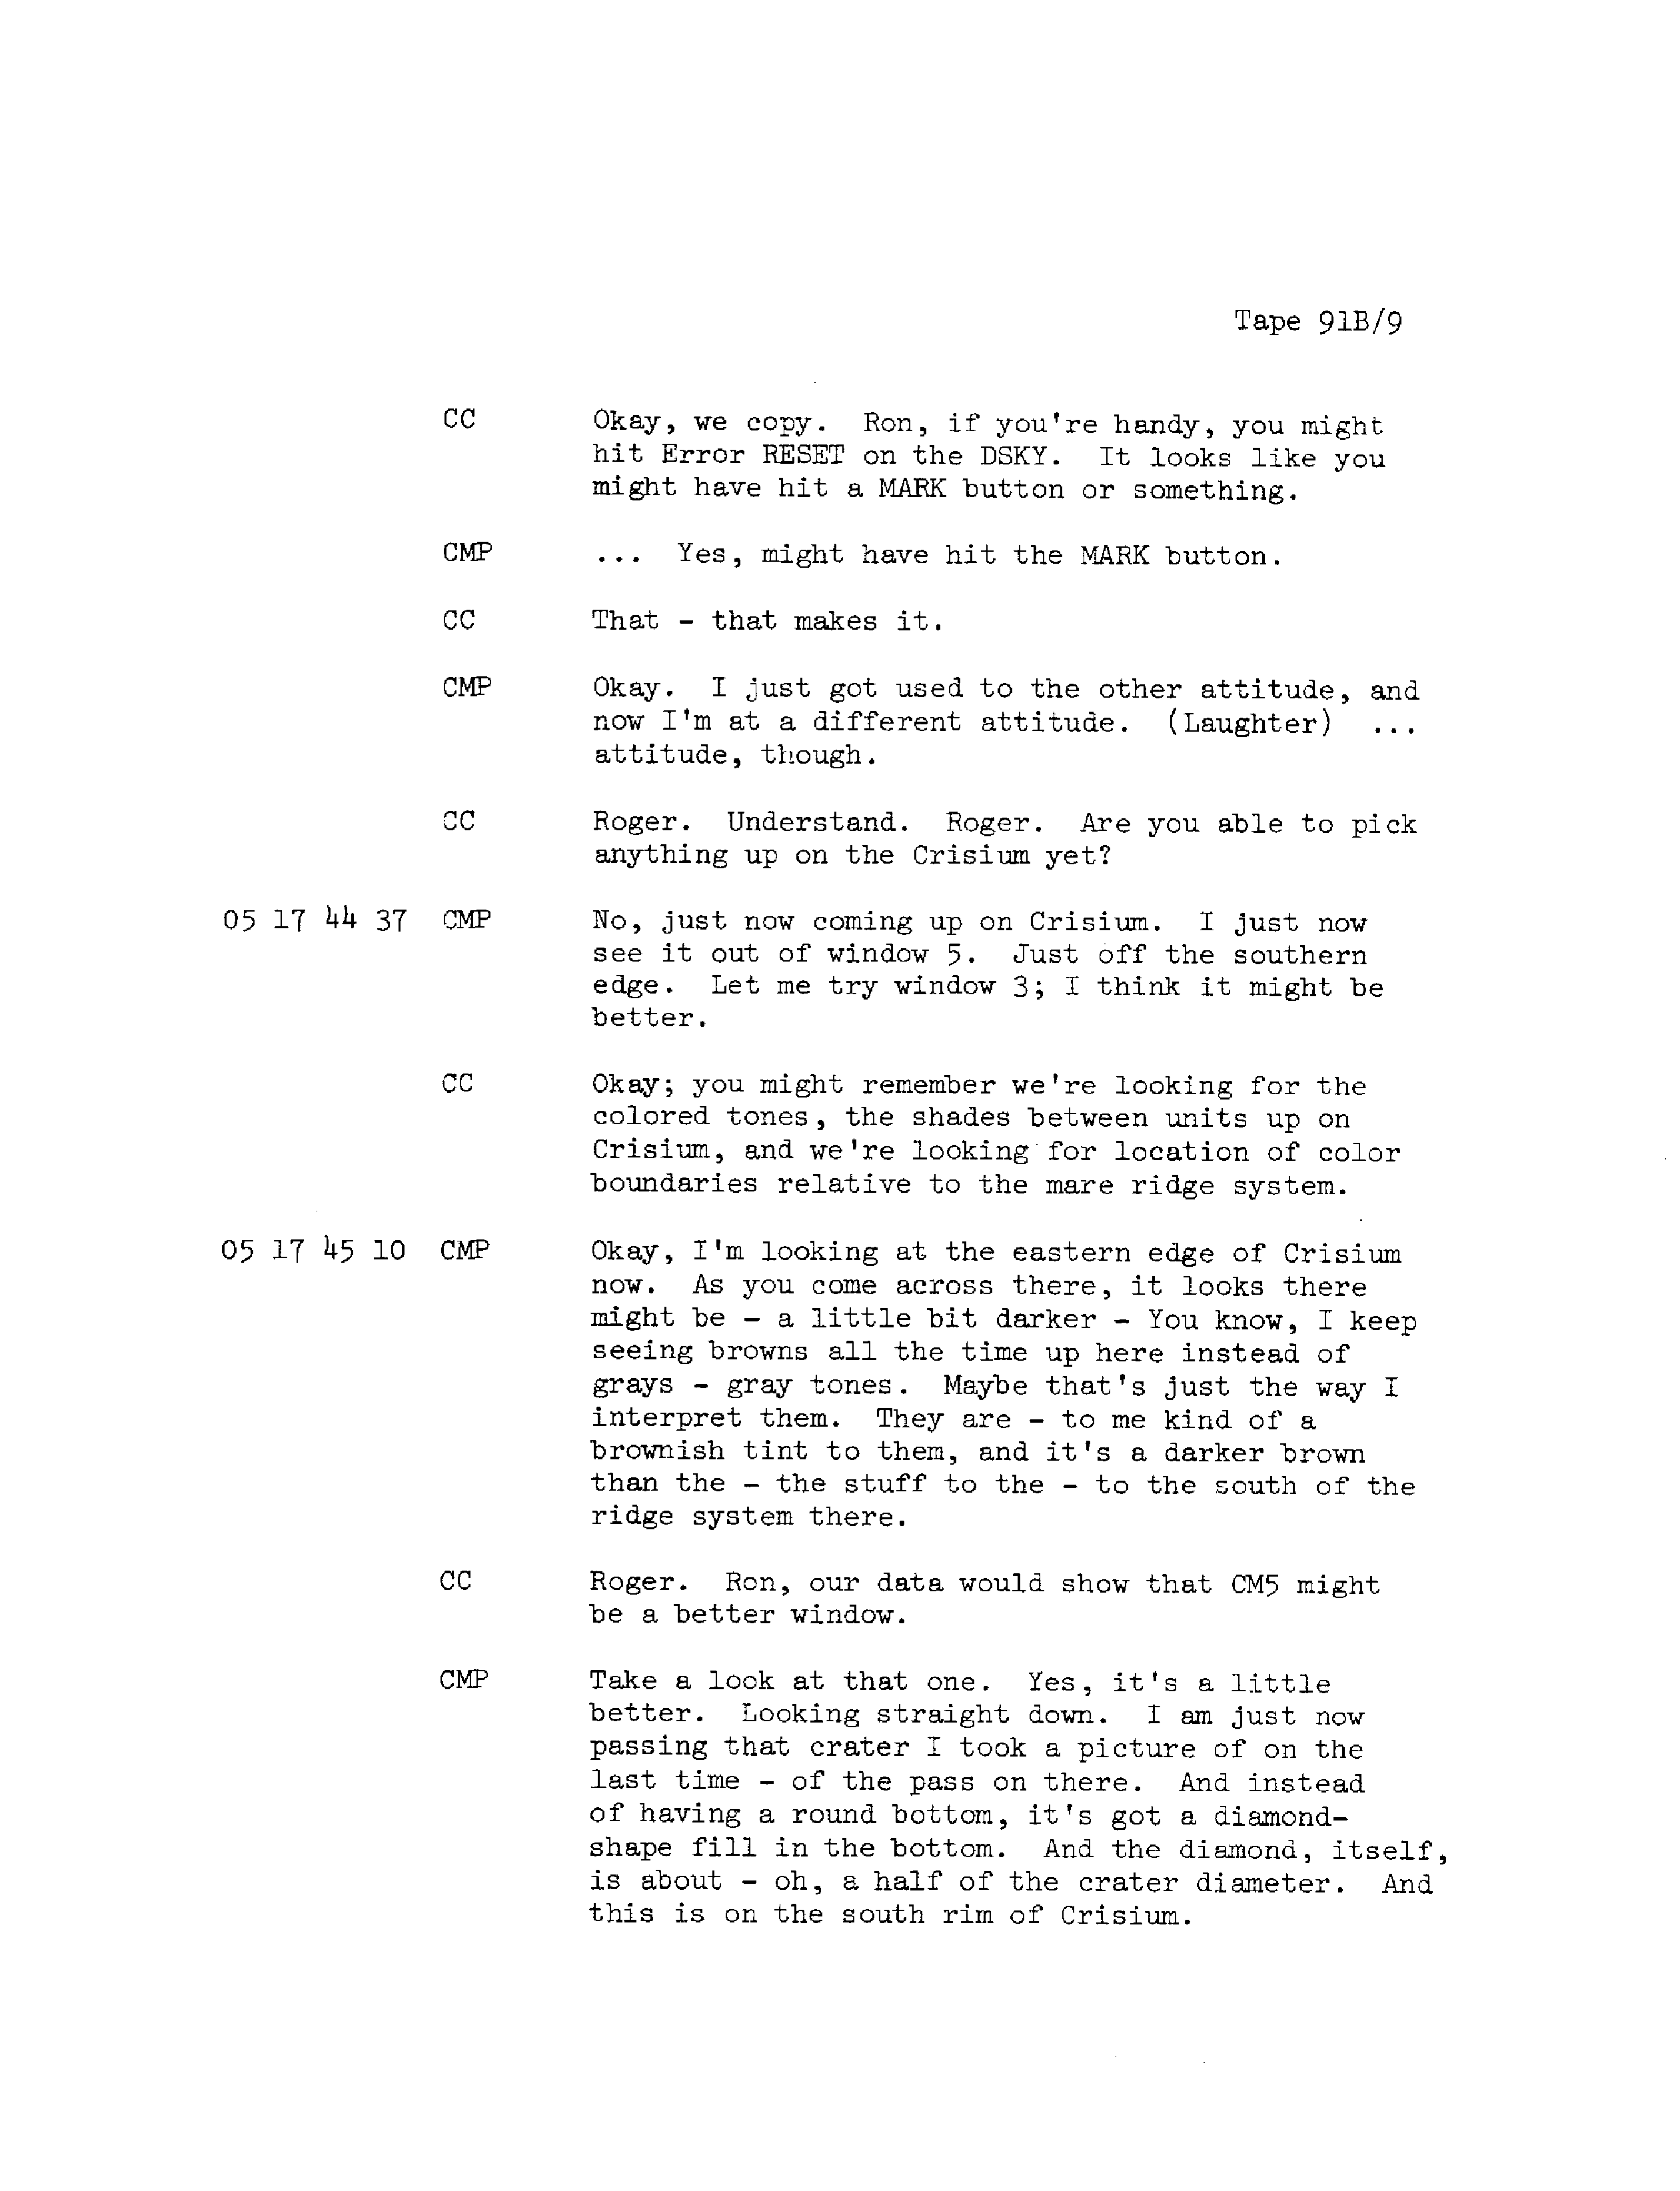 Tape 91B/9
CC Okay, we copy. Ron, if you're handy, you might
hit Error RESET on the DSKY. It looks like you
might have hit a MARK button or something.
CMP ... Yes, might have hit the MARK button.
CC That - that makes it.
CMP Okay. I just got used to the other attitude, and
now I'm at a different attitude. (Laughter) ...
attitude, though.
CC Roger. Understand. Roger. Are you able to pick
anything up on the Crisium yet?
05 17 44 37 CMP No, just now coming up on Crisium. I just now
see it out of window 5. Just off the southern
edge. Let me try window 3; I think it might be
better.
CC Okay; you might remember we're looking for the
colored tones, the shades between units up on
Crisium, and we're looking for location of color
boundaries relative to the mare ridge system.
05 17 45 10 CMP Okay, I'm looking at the eastern edge of Crisium
now. As you come across there, it looks there
might be - a little bit darker - You know, I keep
seeing browns all the time up here instead of
grays - gray tones. Maybe that's just the way I
interpret them. They are - to me kind of a
brownish tint to them, and it's a darker brown
than the - the stuff to the - to the south of the
ridge system there.
CC Roger. Ron, our data would show that CM5 might
be a better window.
CMP Take a look at that one. Yes, it's a little
better. Looking straight down. I am just now
passing that crater I took a picture of on the
last time - of the pass on there. And instead
of having a round bottom, it's got a diamond-
shape fill in the bottom. And the diamond, itself,
is about - oh, a half of the crater diameter. And
this is on the south rim of Crisium.